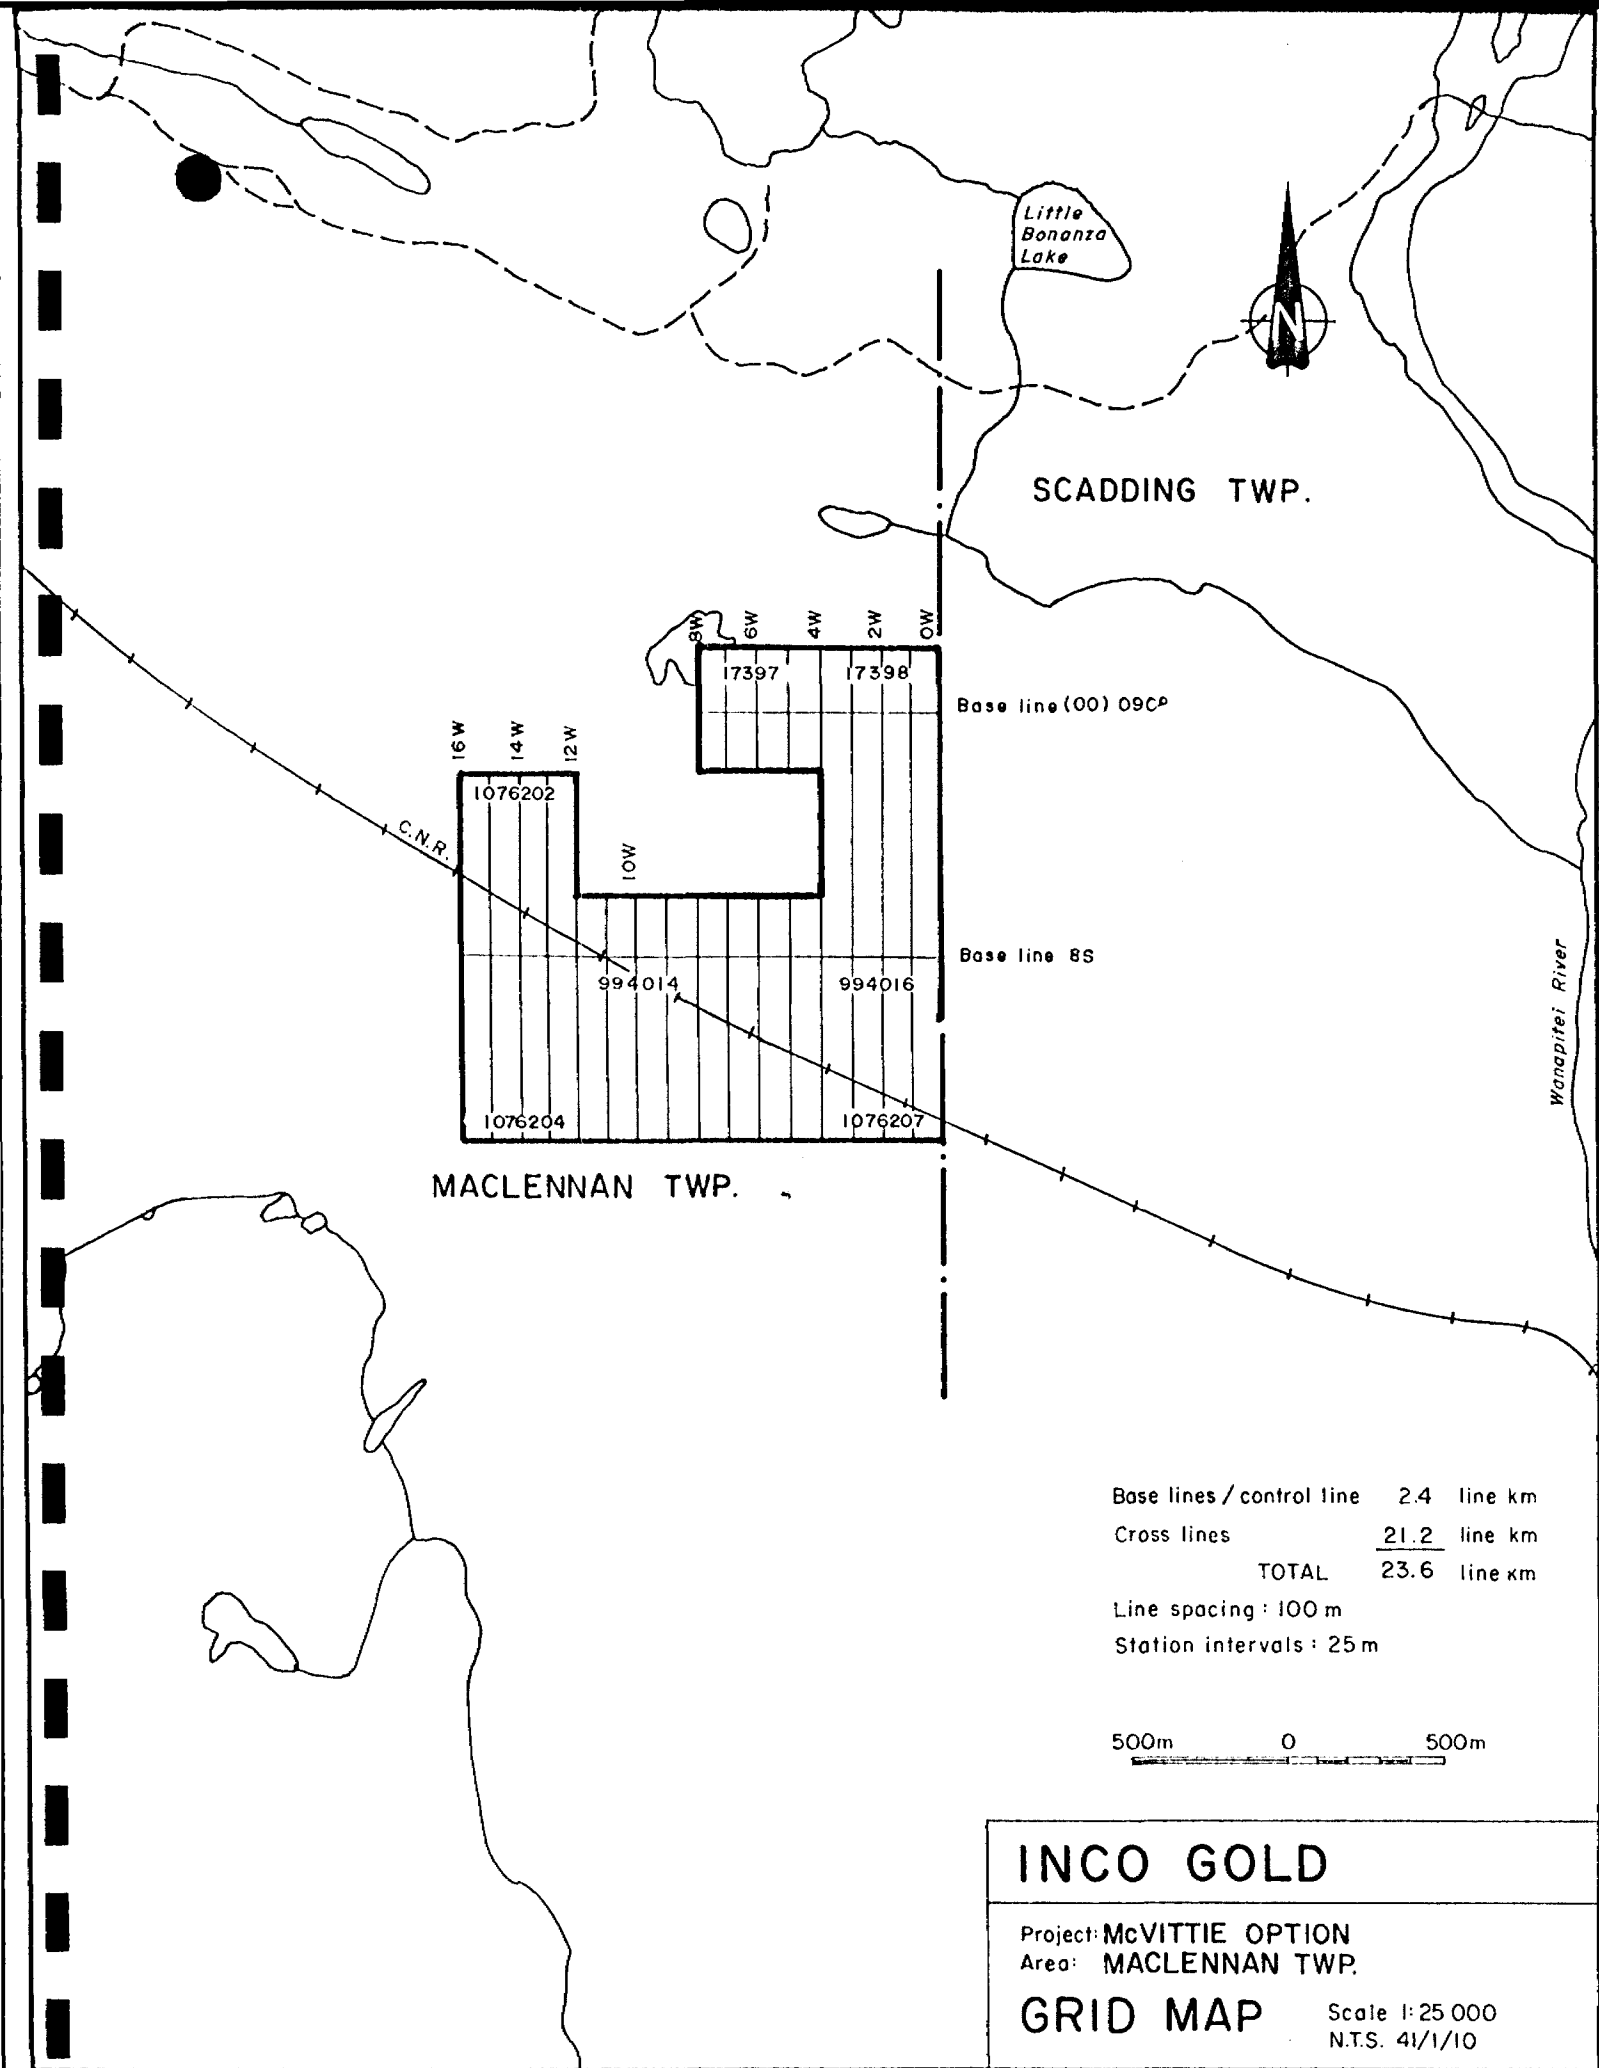 Little
Bonanza
Lake
N
SCADDING TWP.
8W 6W 4W 2W 0W
17397 17398
Base line (00) 09C
16W 14W 12W
1076202
C.N.R.
10W
Base line 8S
994014 994016
Wanapitei River
1076204 1076207
MACLENNAN TWP.
Base lines / control line 2.4 line km
Cross lines 21.2 line km
TOTAL 23.6 line km
Line spacing : 100 m
Station intervals : 25 m
500m 0 500m
INCO GOLD
Project: McVITTIE OPTION
Area: MACLENNAN TWP.
GRID MAP
Scale 1:25 000
N.T.S. 41/1/10